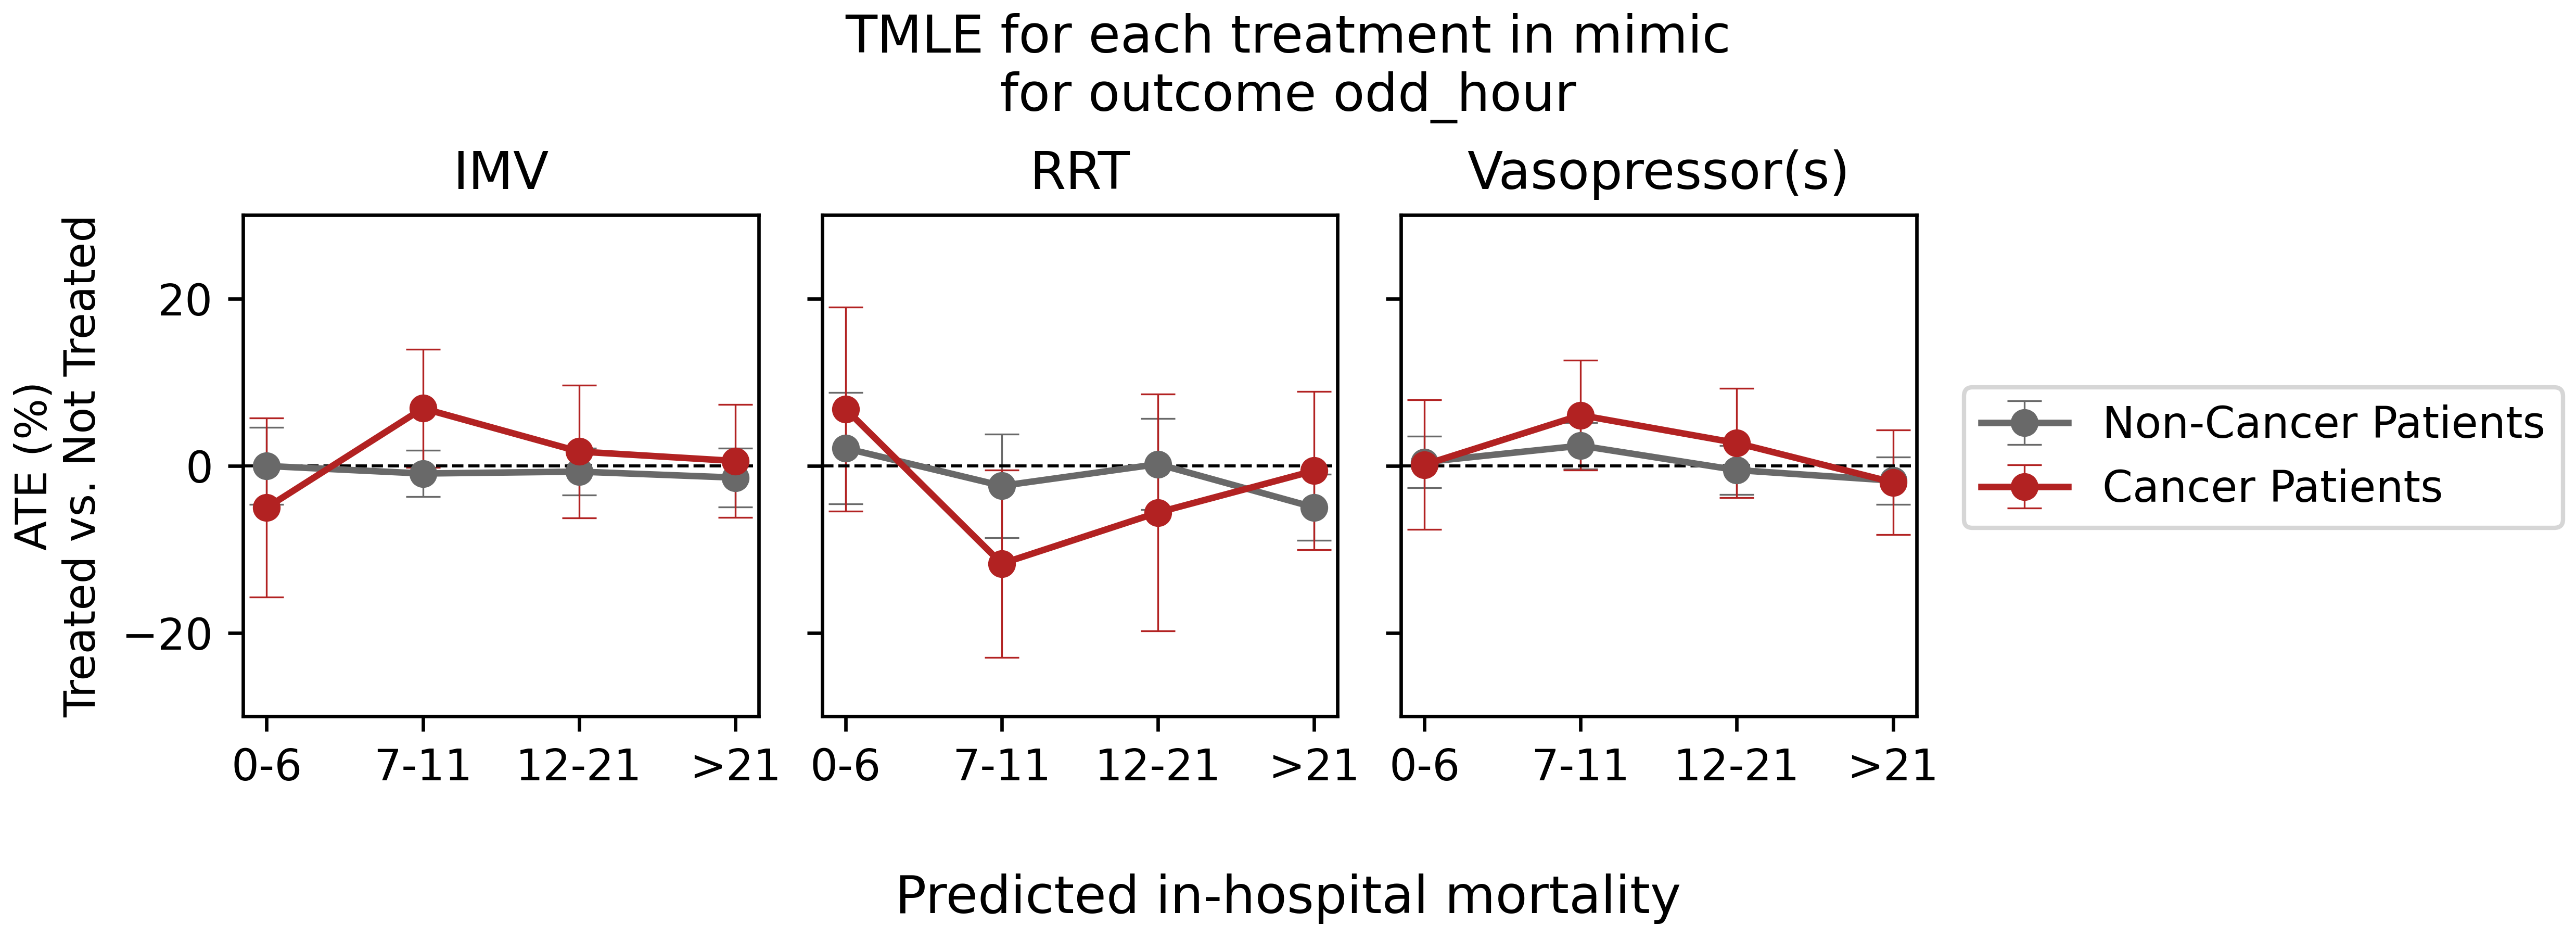 TMLE for each treatment in mimic
for outcome odd_hour
IMV
RRT
Vasopressor(s)
ATE (%)
Treated vs. Not Treated
20
0
−20
0-6 7-11 12-21 >21
0-6 7-11 12-21 >21
0-6 7-11 12-21 >21
Non-Cancer Patients
Cancer Patients
Predicted in-hospital mortality